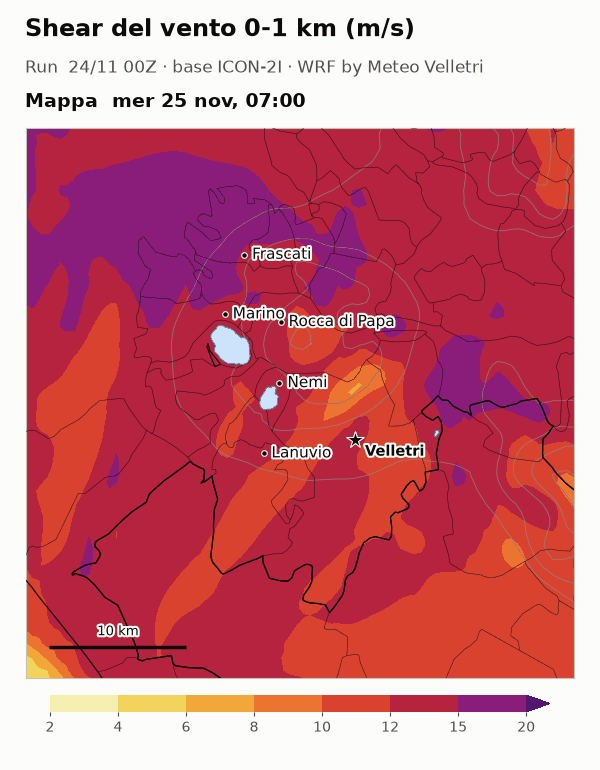 Shear del vento 0-1 km (m/s)
Run  24/11 00Z · base ICON-2I · WRF by Meteo Velletri
Mappa  mer 25 nov, 07:00
Frascati
Marino
Rocca di Papa
Nemi
Velletri
Lanuvio
10 km
2 4 6 8 10 12 15 20